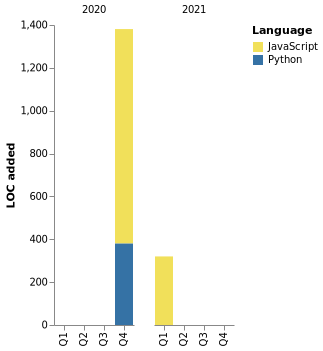 2020
2021
Language
JavaScript
Python
LOC added
1,400
1,200
1,000
800
600
400
200
0
Q1
Q2
Q3
Q4
Q1
Q2
Q3
Q4